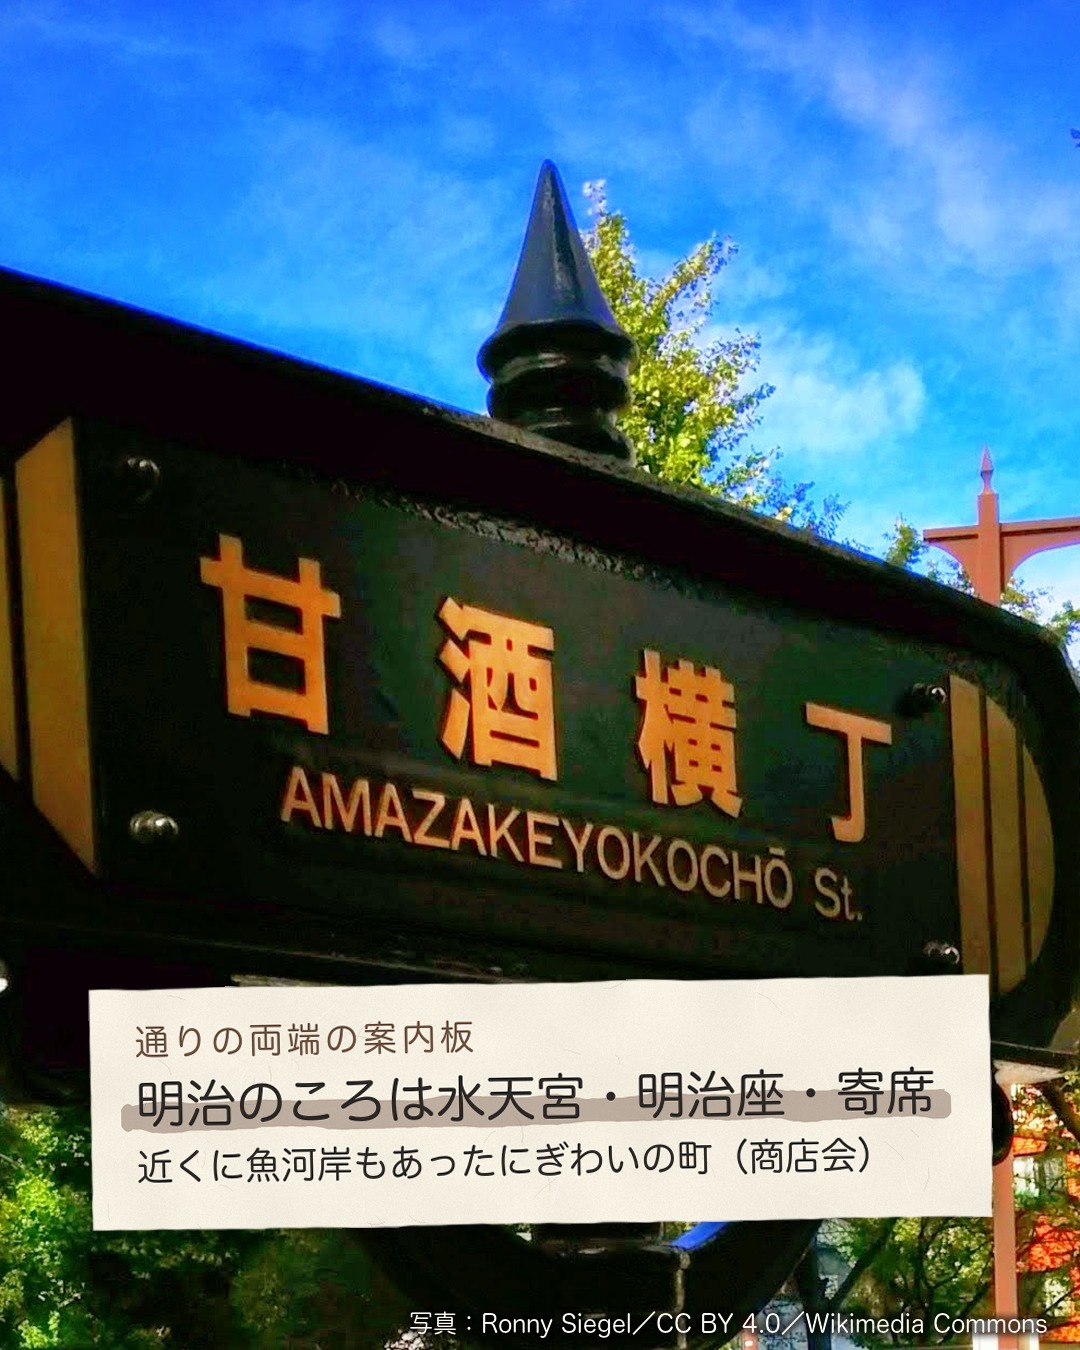 甘酒横丁
AMAZAKEYOKOCHŌ St.
通りの両端の案内板
明治のころは水天宮・明治座・寄席
近くに魚河岸もあったにぎわいの町（商店会）
写真：Ronny Siegel／CC BY 4.0／Wikimedia Commons